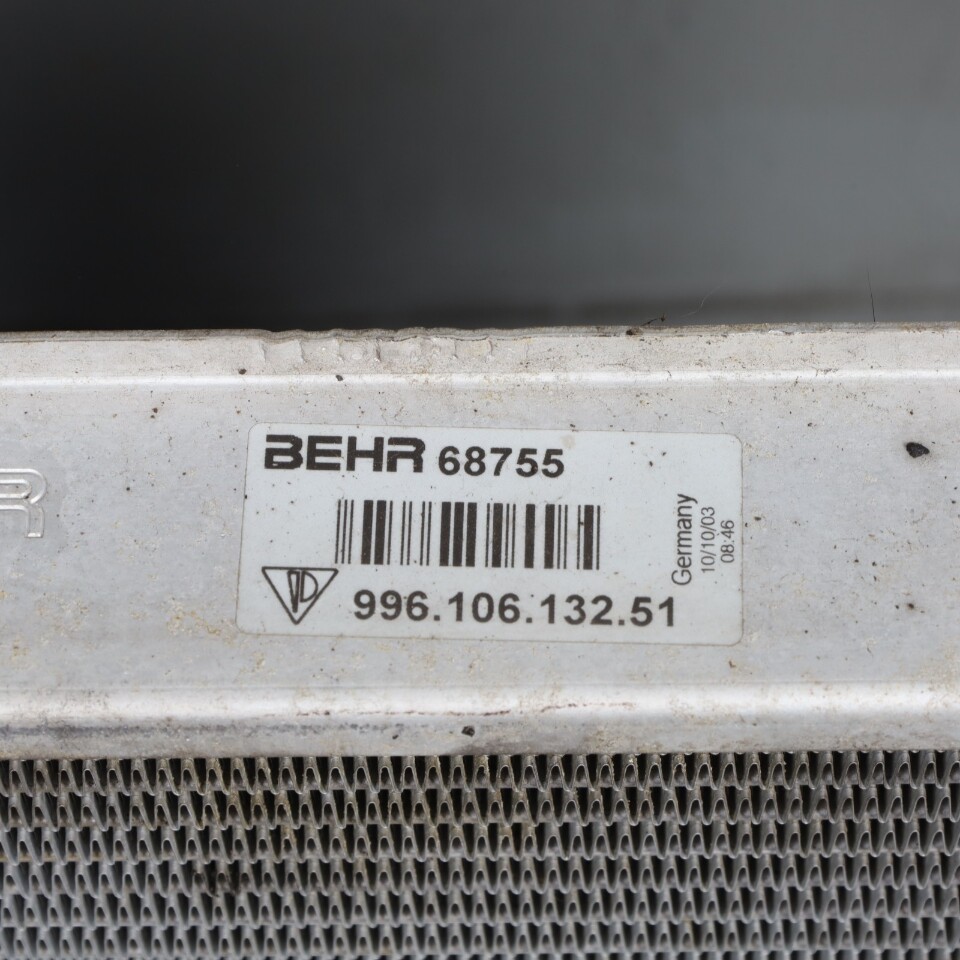 BEHR 68755
996.106.132.51
Germany
10/10/03
08:46
R